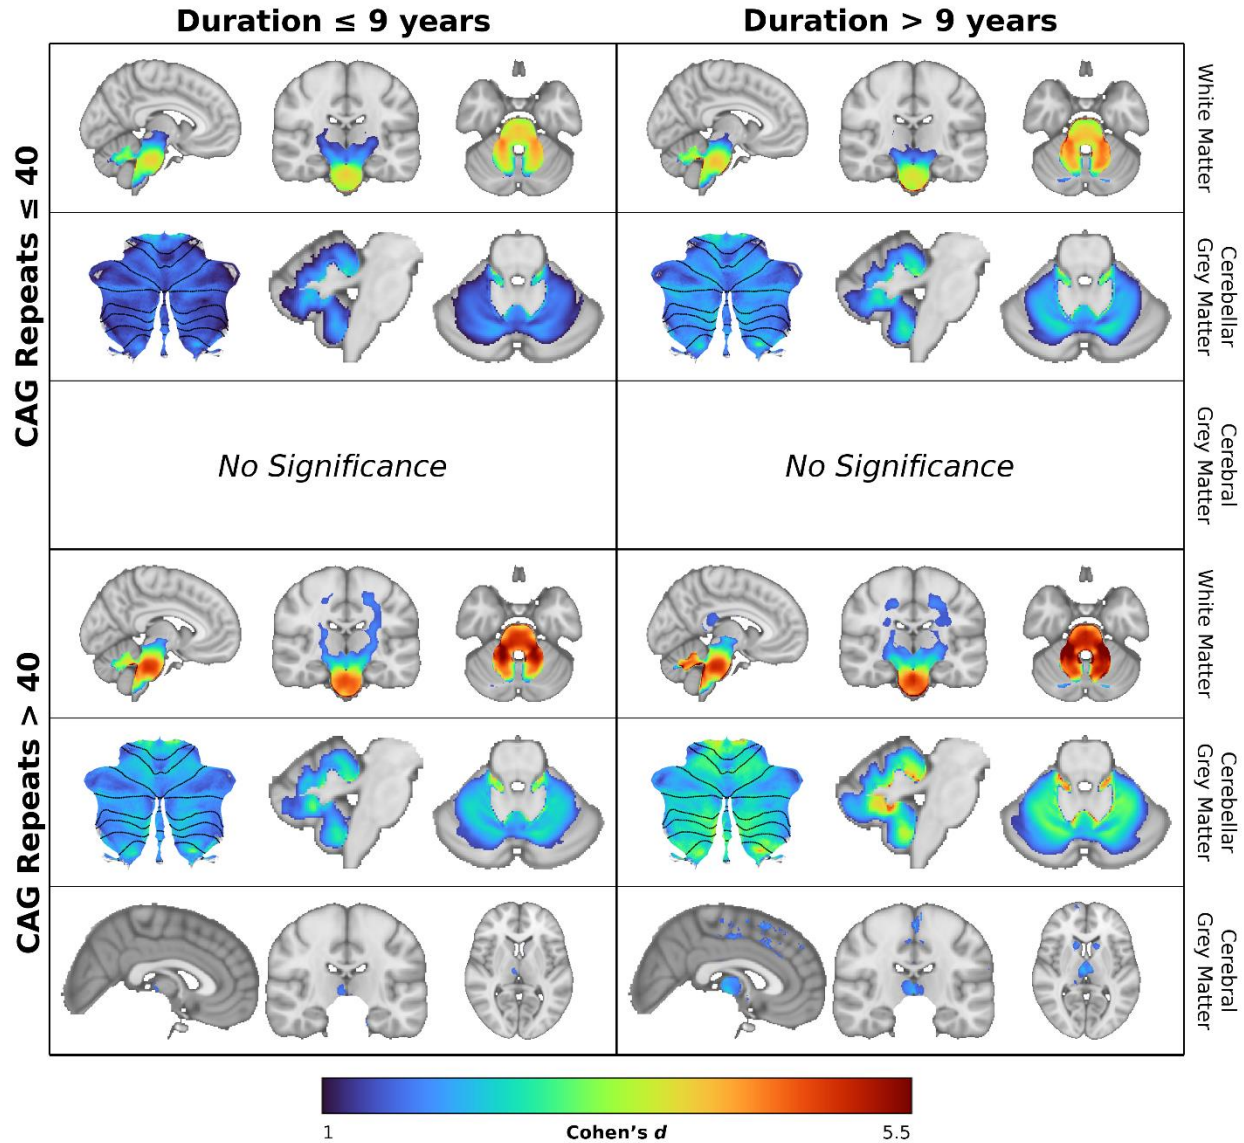 Duration ≤ 9 years
Duration > 9 years
CAG Repeats ≤ 40
White Matter
Cerebellar
Grey Matter
No Significance
No Significance
Cerebral
Grey Matter
CAG Repeats > 40
White Matter
Cerebellar
Grey Matter
Cerebral
Grey Matter
1
Cohen's d
5.5